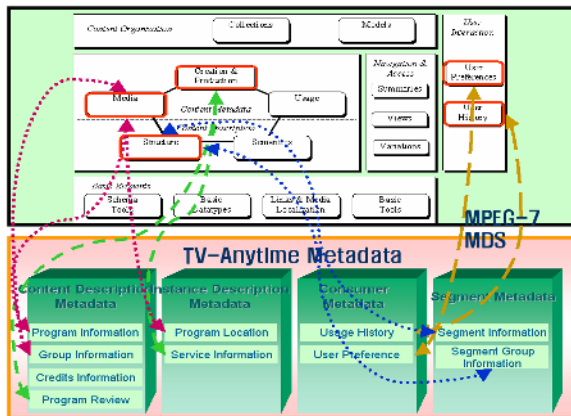 Content Organization
Collections
Models
User
Interaction
Creation &
Production
Navigation &
Access
User
Preferences
Media
Usage
Summaries
Content Metadata
Content Description
User
History
Views
Structure
Semantics
Variations
Basic Elements
Schema
Tools
Basic
Datatypes
Links & Media
Localization
Basic
Tools
MPEG-7
MDS
TV-Anytime Metadata
Content Description
Metadata
Instance Description
Metadata
Consumer
Metadata
Segment Metadata
Program Information
Program Location
Usage History
Segment Information
Group Information
Service Information
User Preference
Segment Group
Information
Credits Information
Program Review